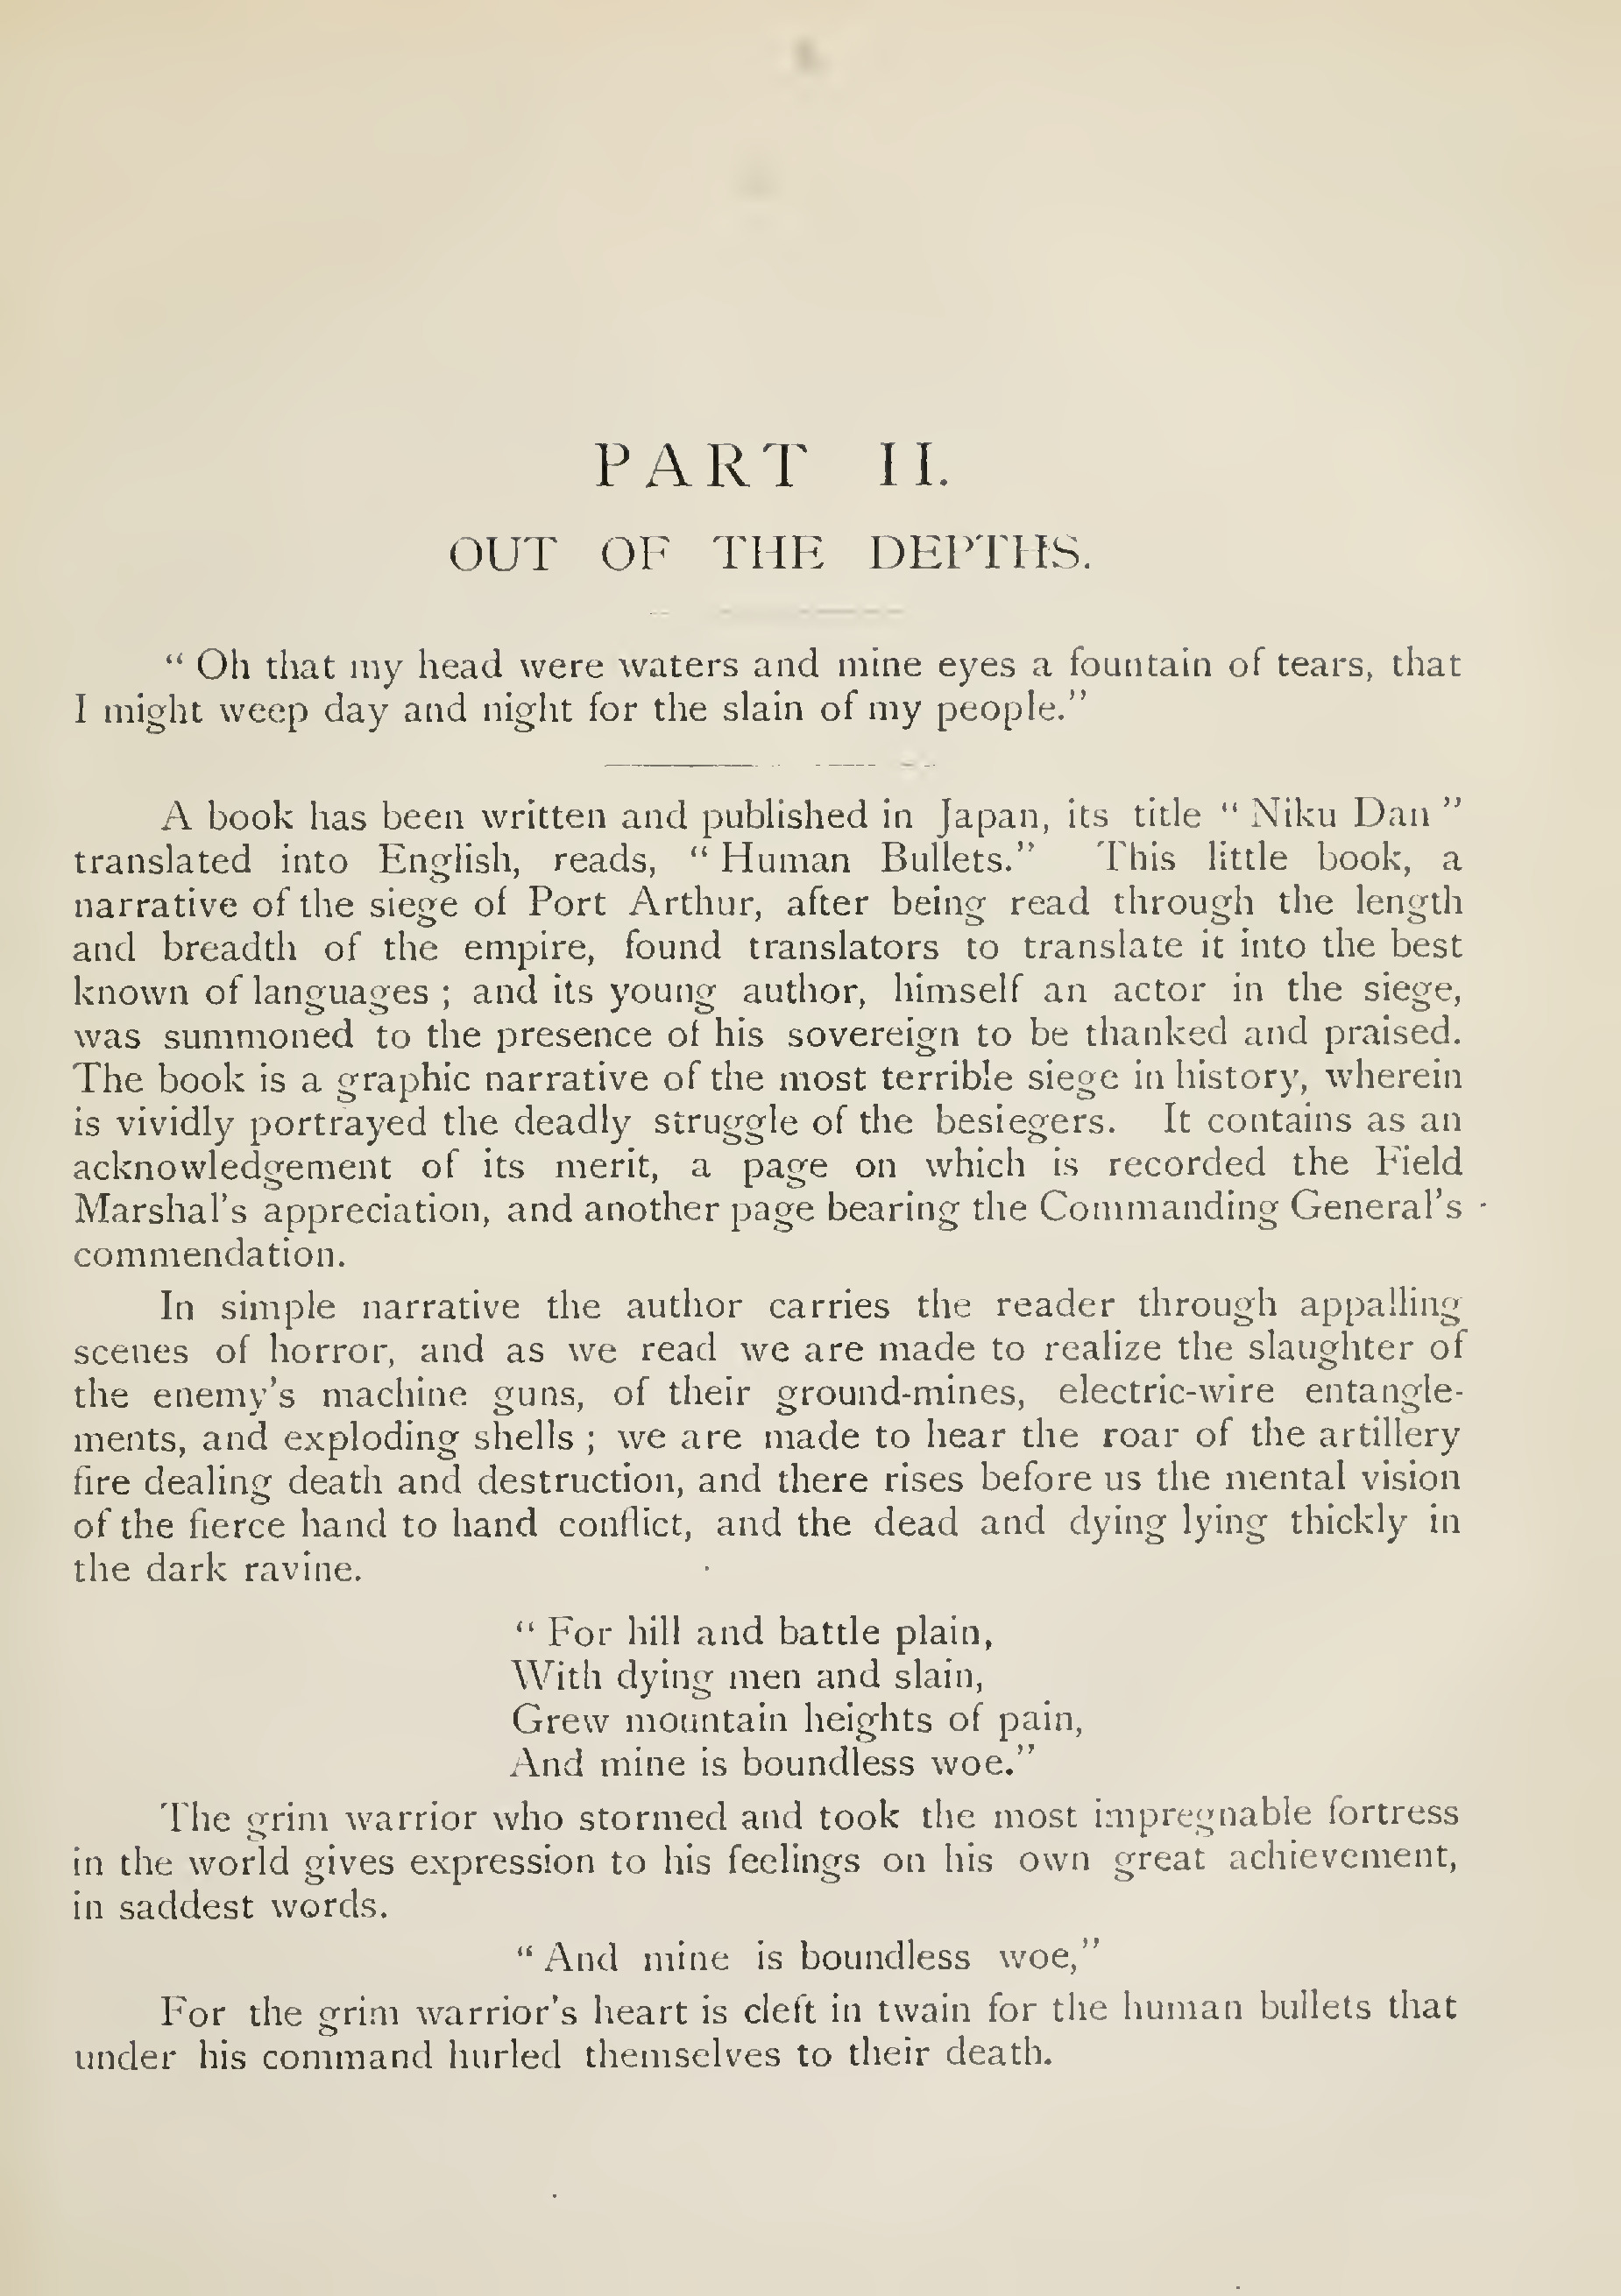 PART II.
OUT OF THE DEPTHS.
“ Oh that my head were waters and mine eyes a fountain of tears, that
I might weep day and night for the slain of my people.”
A book has been written and published in Japan, its title “ Niku Dan ”
translated into English, reads, “ Human Bullets.” This little book, a
narrative of the siege of Port Arthur, after being read through the length
and breadth of the empire, found translators to translate it into the best
known of languages ; and its young author, himself an actor in the siege,
was summoned to the presence of his sovereign to be thanked and praised.
The book is a graphic narrative of the most terrible siege in history, wherein
is vividly portrayed the deadly struggle of the besiegers. It contains as an
acknowledgement of its merit, a page on which is recorded the Field
Marshal’s appreciation, and another page bearing the Commanding General’s
commendation.
In simple narrative the author carries the reader through appalling
scenes of horror, and as we read we are made to realize the slaughter of
the enemy’s machine guns, of their ground-mines, electric-wire entangle-
ments, and exploding shells ; we are made to hear the roar of the artillery
fire dealing death and destruction, and there rises before us the mental vision
of the fierce hand to hand conflict, and the dead and dying lying thickly in
the dark ravine.
“ For hill and battle plain,
With dying men and slain,
Grew mountain heights of pain,
And mine is boundless woe.”
The grim warrior who stormed and took the most impregnable fortress
in the world gives expression to his feelings on his own great achievement,
in saddest words.
“ And mine is boundless woe,”
For the grim warrior’s heart is cleft in twain for the human bullets that
under his command hurled themselves to their death.